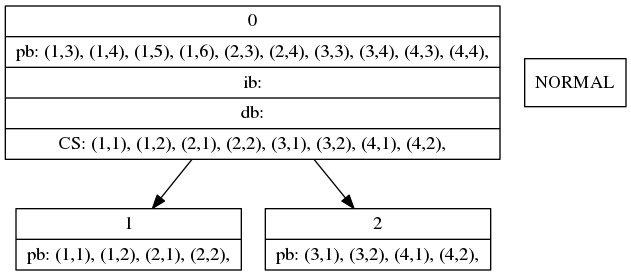 0
pb: (1,3), (1,4), (1,5), (1,6), (2,3), (2,4), (3,3), (3,4), (4,3), (4,4),
NORMAL
ib:
db:
CS: (1,1), (1,2), (2,1), (2,2), (3,1), (3,2), (4,1), (4,2),
1
2
pb: (1,1), (1,2), (2,1), (2,2),
pb: (3,1), (3,2), (4,1), (4,2),